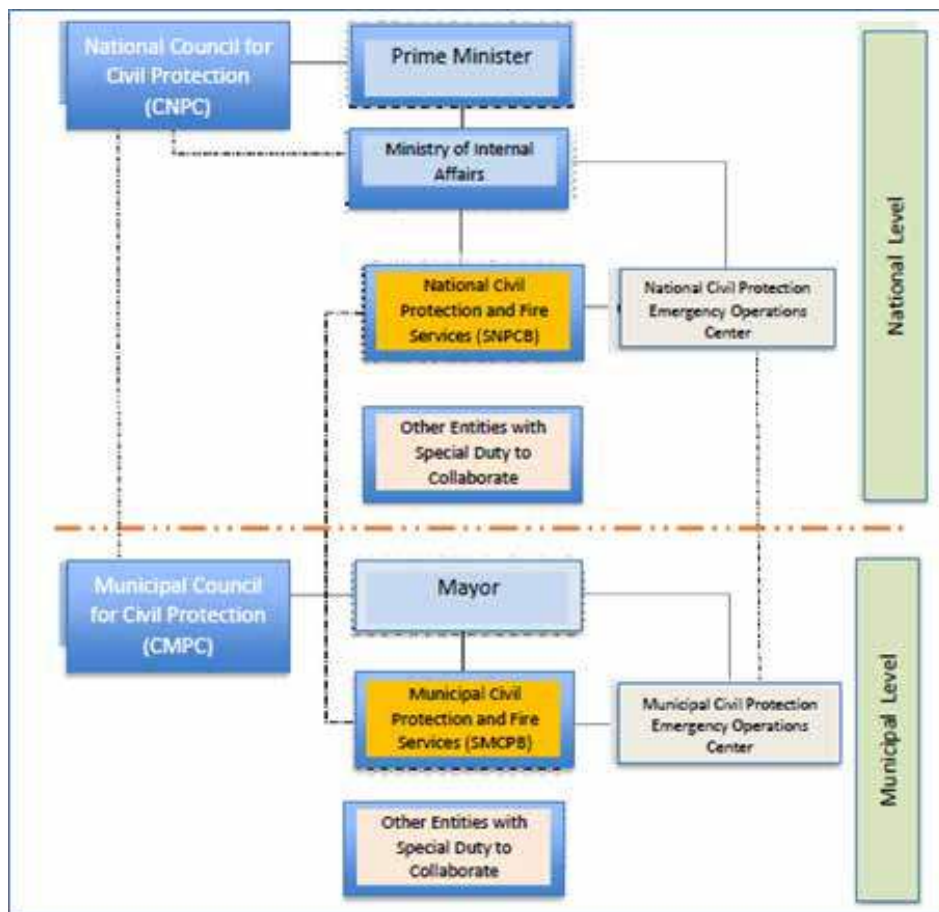 National Council for
Civil Protection
(CNPC)
Prime Minister
Ministry of Internal
Affairs
National Civil
Protection and Fire
Services (SNPCB)
National Civil Protection
Emergency Operations
Center
Other Entities with
Special Duty to
Collaborate
National Level
Municipal Council
for Civil Protection
(CMPC)
Mayor
Municipal Civil
Protection and Fire
Services (SMCPB)
Municipal Civil Protection
Emergency Operations
Center
Other Entities with
Special Duty to
Collaborate
Municipal Level